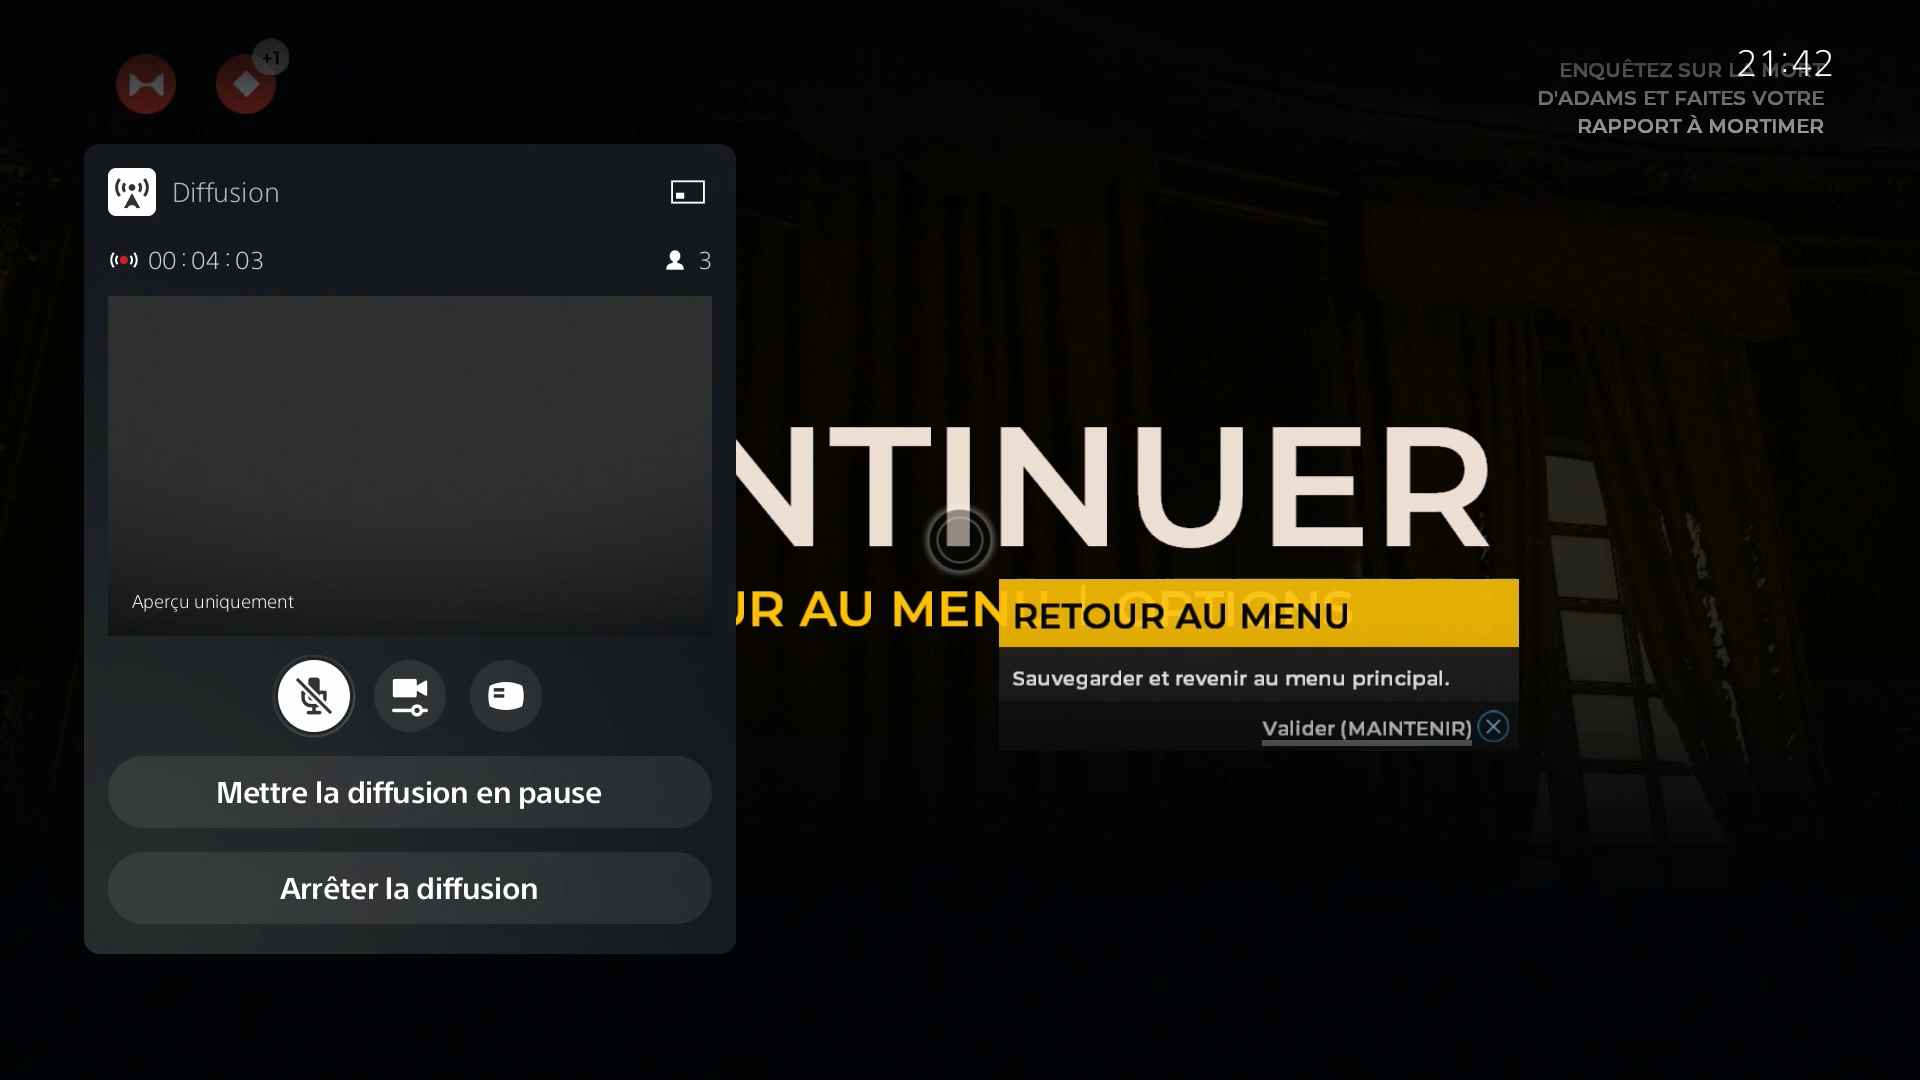 +1
21:42
ENQUÊTEZ SUR LA MORT
D'ADAMS ET FAITES VOTRE
RAPPORT À MORTIMER
Diffusion
00:04:03
3
Aperçu uniquement
NTINUER
UR AU MENU | OPTIONS
RETOUR AU MENU
Sauvegarder et revenir au menu principal.
Valider (MAINTENIR)
Mettre la diffusion en pause
Arrêter la diffusion